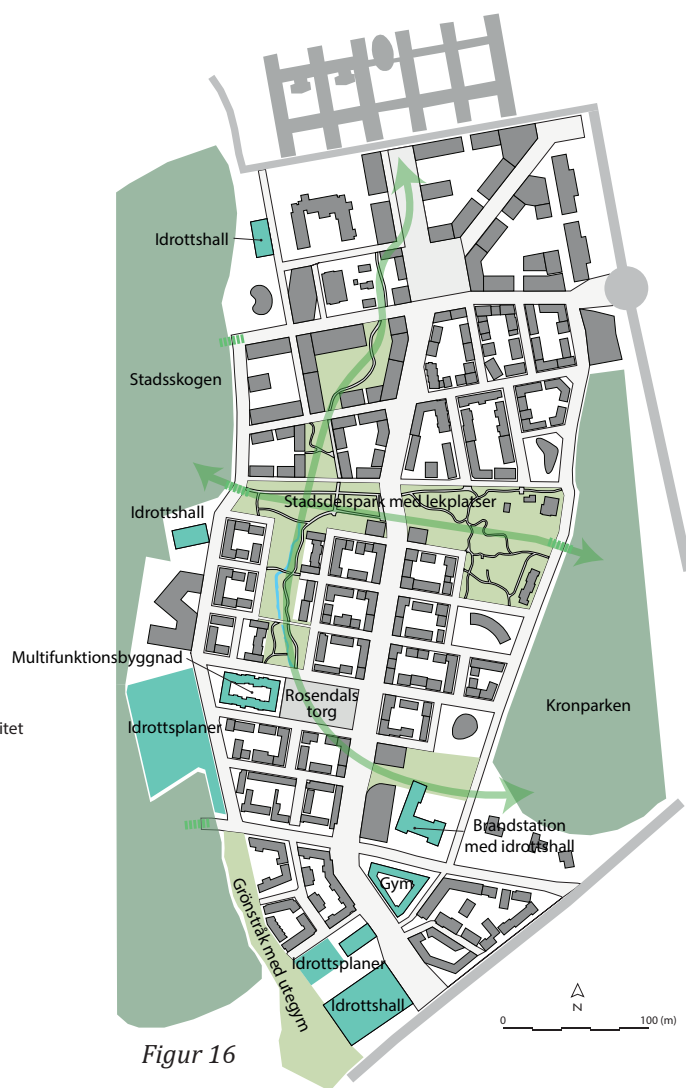 Idrottshall
Stadsskogen
Stadsdelspark med lekplatser
Idrottshall
Multifunktionsbyggnad
Rosendals
torg
Kronparken
itet
Idrottsplaner
Brandstation
med idrottshall
Gym
Grönstråk med utegym
Idrottsplaner
Idrottshall
N
0
100 (m)
Figur 16